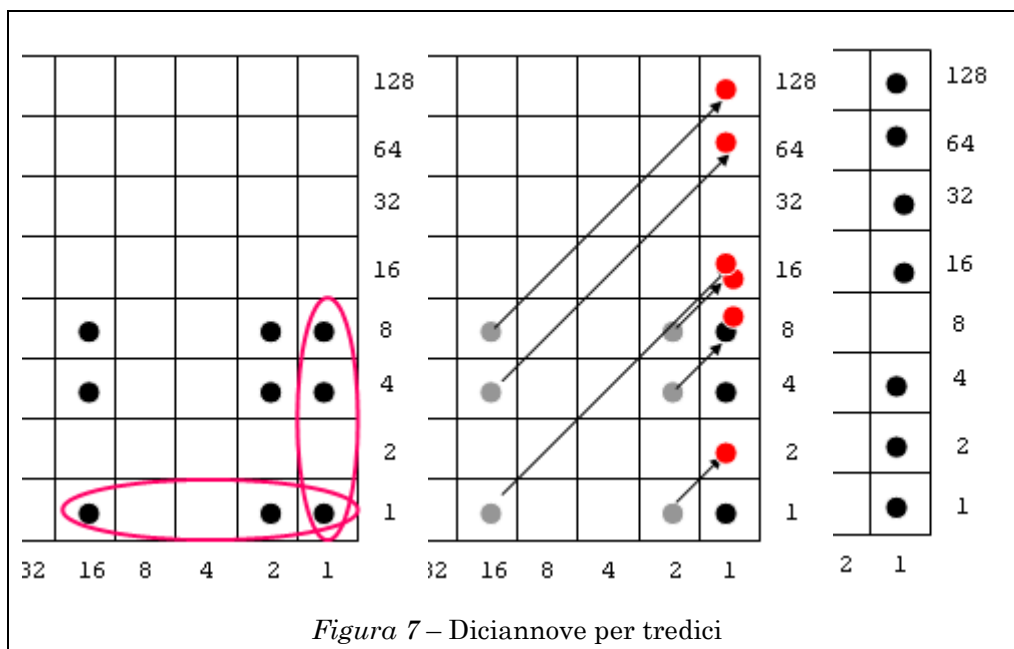 128 128 128
64 64 64
32 32 32
16 16 16
8 8 8
4 4 4
2 2 2
1 1 1
32 16 8 4 2 1 32 16 8 4 2 1 2 1
Figura 7 – Diciannove per tredici